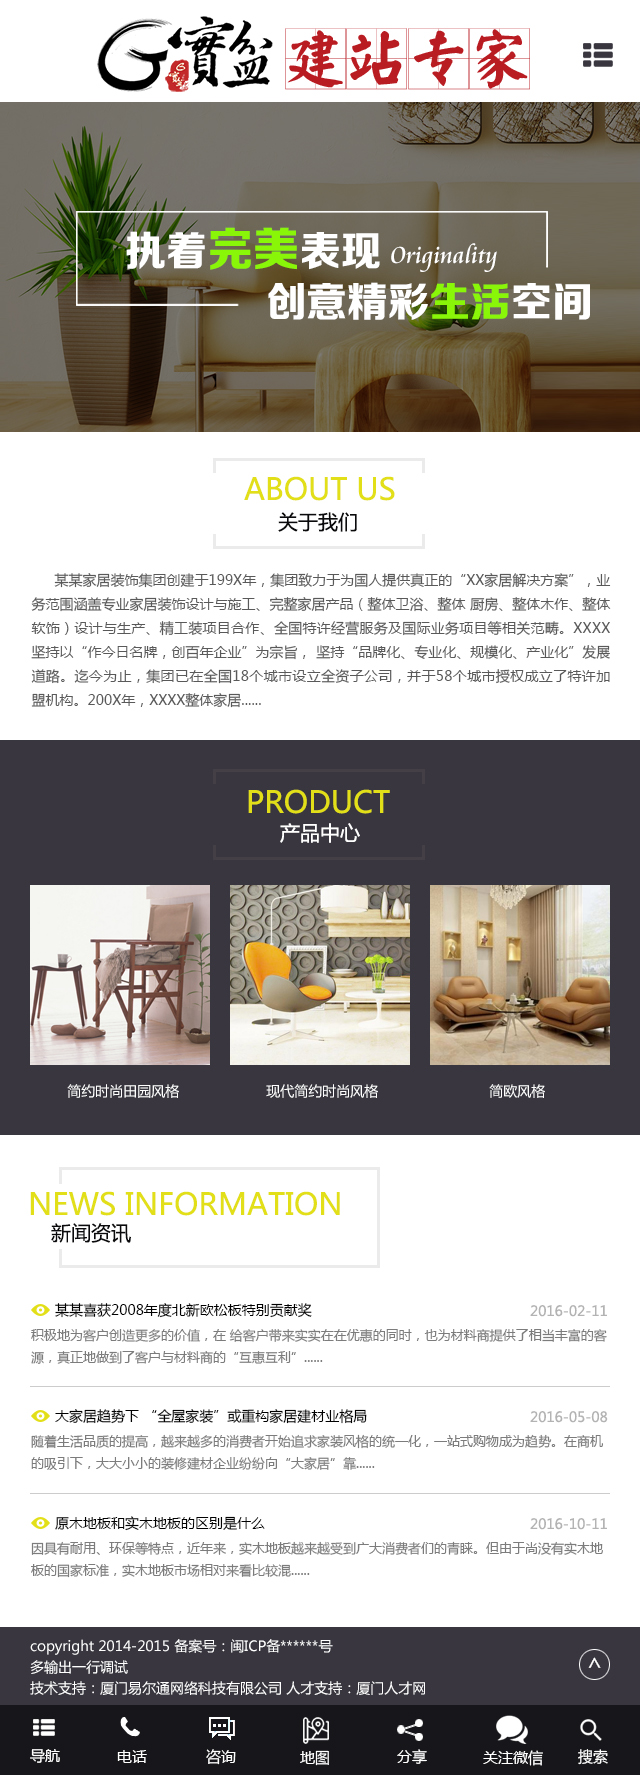 G 寶盆 建站专家
执着完美表现 Originality
创意精彩生活空间
ABOUT US
关于我们
某某家居装饰集团创建于199X年，集团致力于为国人提供真正的“XX家居解决方案”，业
务范围涵盖专业家居装饰设计与施工、完整家居产品（整体卫浴、整体 厨房、整体木作、整体
软饰）设计与生产、精工装项目合作、全国特许经营服务及国际业务项目等相关范畴。XXXX
坚持以“作今日名牌，创百年企业”为宗旨， 坚持“品牌化、专业化、规模化、产业化”发展
道路。迄今为止，集团已在全国18个城市设立全资子公司，并于58个城市授权成立了特许加
盟机构。200X年，XXXX整体家居......
PRODUCT
产品中心
简约时尚田园风格 现代简约时尚风格 简欧风格
NEWS INFORMATION
新闻资讯
某某喜获2008年度北新欧松板特别贡献奖 2016-02-11
积极地为客户创造更多的价值，在 给客户带来实实在在优惠的同时，也为材料商提供了相当丰富的客
源，真正地做到了客户与材料商的“互惠互利”......
大家居趋势下 “全屋家装”或重构家居建材业格局 2016-05-08
随着生活品质的提高，越来越多的消费者开始追求家装风格的统一化，一站式购物成为趋势。在商机
的吸引下，大大小小的装修建材企业纷纷向“大家居”靠......
原木地板和实木地板的区别是什么 2016-10-11
因具有耐用、环保等特点，近年来，实木地板越来越受到广大消费者们的青睐。但由于尚没有实木地
板的国家标准，实木地板市场相对来看比较混......
copyright 2014-2015 备案号：闽ICP备******号
多输出一行调试
技术支持：厦门易尔通网络科技有限公司 人才支持：厦门人才网
导航 电话 咨询 地图 分享 关注微信 搜索